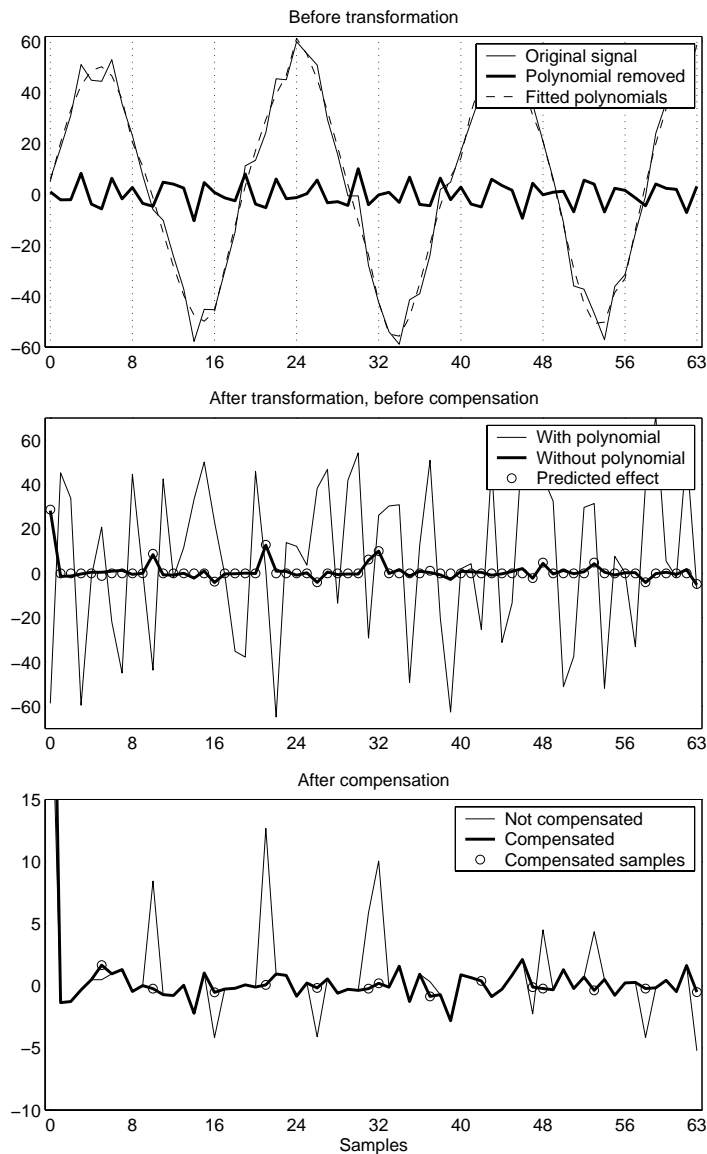 Before transformation
60
40
20
0
−20
−40
−60
Original signal
Polynomial removed
Fitted polynomials
0 8 16 24 32 40 48 56 63
After transformation, before compensation
60
40
20
0
−20
−40
−60
With polynomial
Without polynomial
Predicted effect
0 8 16 24 32 40 48 56 63
After compensation
15
10
5
0
−5
−10
Not compensated
Compensated
Compensated samples
0 8 16 24 32 40 48 56 63
Samples